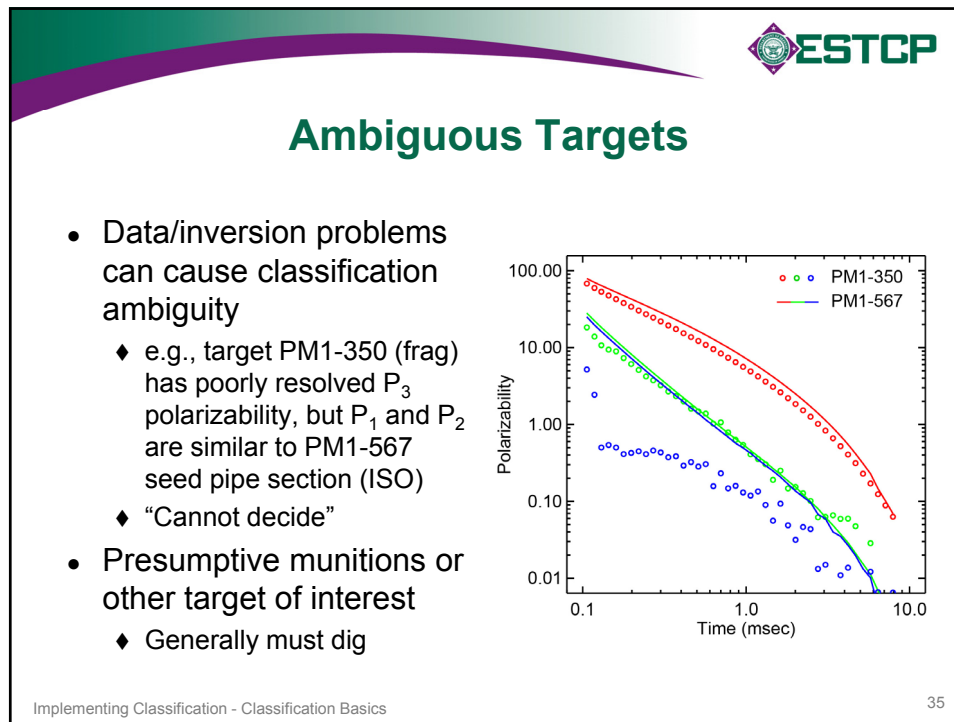 ESTCP
Ambiguous Targets
● Data/inversion problems
can cause classification
ambiguity
♦ e.g., target PM1-350 (frag)
has poorly resolved P3
polarizability, but P1 and P2
are similar to PM1-567
seed pipe section (ISO)
♦ “Cannot decide”
● Presumptive munitions or
other target of interest
♦ Generally must dig
100.00
10.00
1.00
0.10
0.01
Polarizability
PM1-350
PM1-567
0.1 1.0 10.0
Time (msec)
Implementing Classification - Classification Basics
35